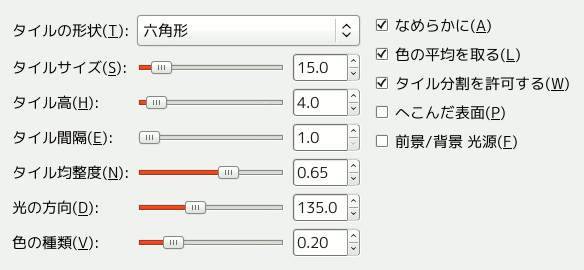 タイルの形状(T): 六角形
タイルサイズ(S): 15.0
タイル高(H): 4.0
タイル間隔(E): 1.0
タイル均整度(N): 0.65
光の方向(D): 135.0
色の種類(V): 0.20
なめらかに(A)
色の平均を取る(L)
タイル分割を許可する(W)
へこんだ表面(P)
前景/背景 光源(F)